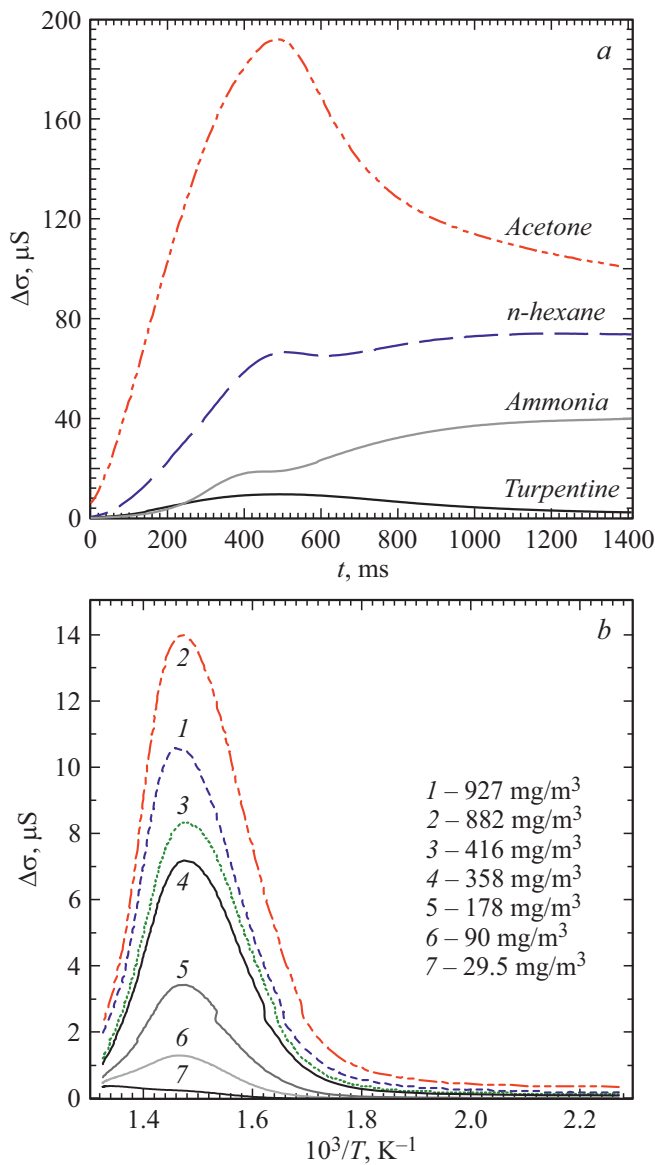 200
a
160
120
Δσ, μS
Acetone
80
n-hexane
40
Ammonia
Turpentine
0
0 200 400 600 800 1000 1200 1400
t, ms
b
14
2
12
1
10
1 – 927 mg/m³
3
2 – 882 mg/m³
8
3 – 416 mg/m³
Δσ, μS
4
4 – 358 mg/m³
6
5 – 178 mg/m³
6 – 90 mg/m³
4
5
7 – 29.5 mg/m³
2
6
7
0
1.4 1.6 1.8 2.0 2.2
10³/T, K⁻¹